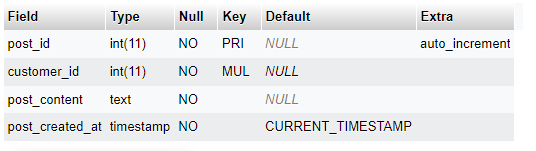 Field Type Null Key Default Extra
post_id int(11) NO PRI NULL auto_increment
customer_id int(11) NO MUL NULL
post_content text NO NULL
post_created_at timestamp NO CURRENT_TIMESTAMP